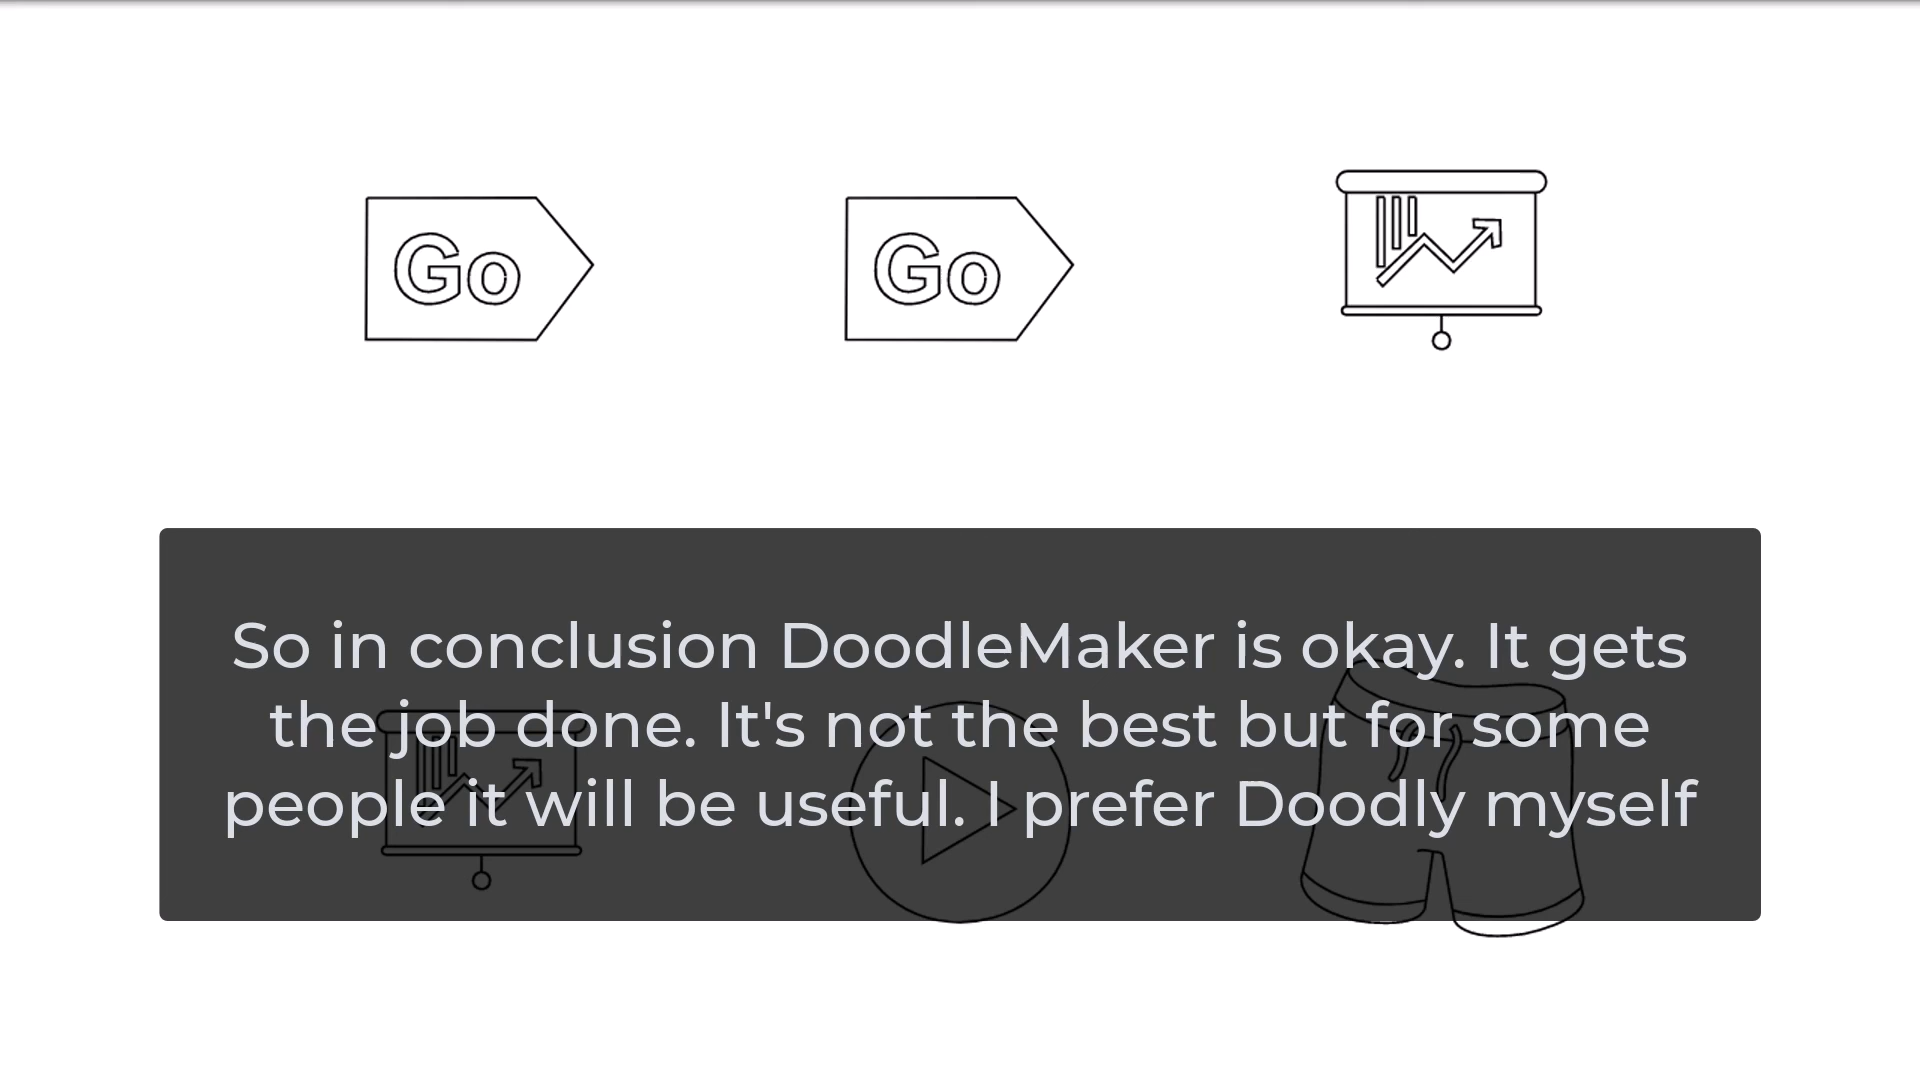 Go
Go
So in conclusion DoodleMaker is okay. It gets
the job done. It's not the best but for some
people it will be useful. I prefer Doodly myself